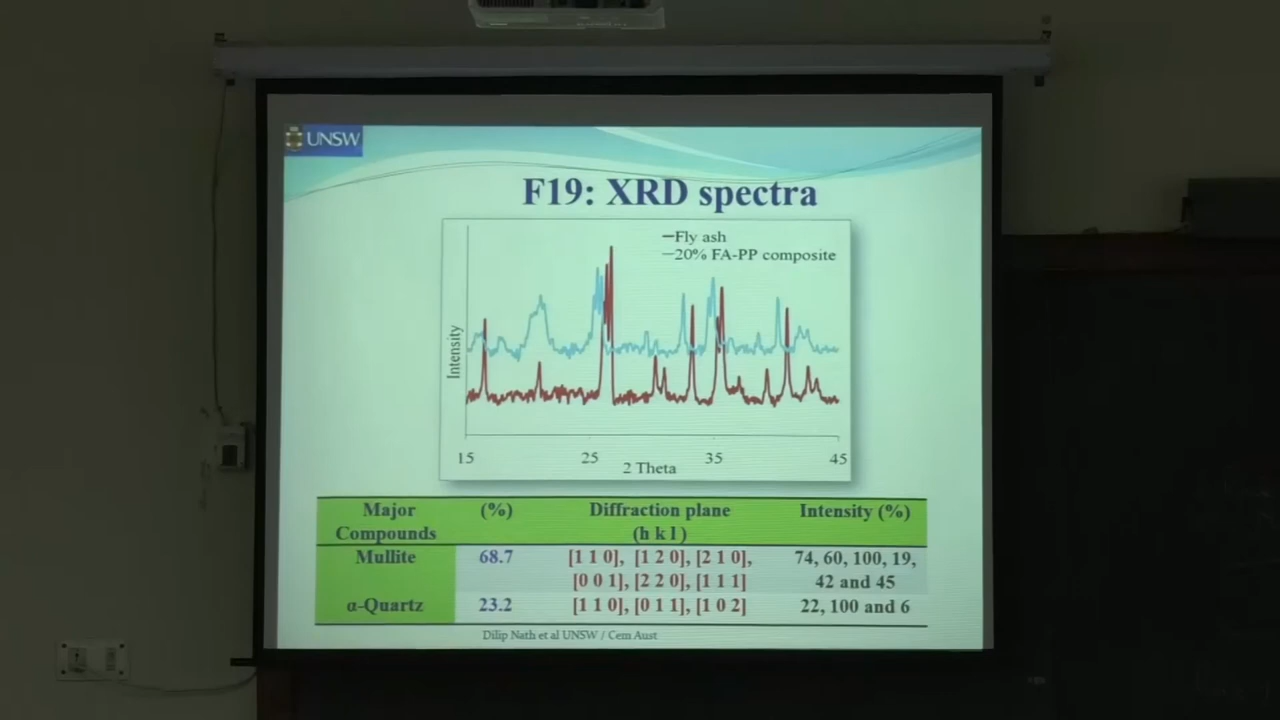 UNSW
F19: XRD spectra
Fly ash
20% FA-PP composite
Intensity
15 25 35 45
2 Theta
Major Compounds (%) Diffraction plane (h k l) Intensity (%)
Mullite 68.7 [1 1 0], [1 2 0], [2 1 0], 74, 60, 100, 19,
[0 0 1], [2 2 0], [1 1 1] 42 and 45
α-Quartz 23.2 [1 1 0], [0 1 1], [1 0 2] 22, 100 and 6
Dilip Nath et al UNSW / Cem Aust